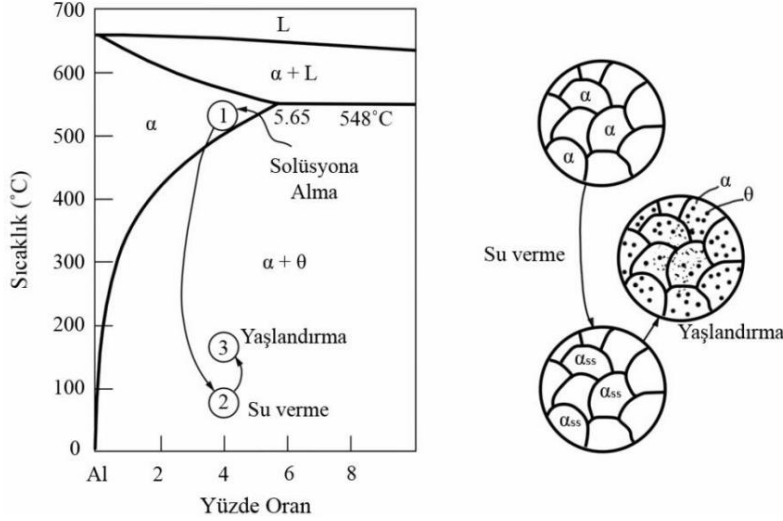 700
600
500
400
300
200
100
0
Sıcaklık (°C)
Al
2
4
6
8
Yüzde Oran
L
α + L
α
1
5.65
548°C
Solüsyona
Alma
α + θ
3
Yaşlandırma
2
Su verme
α
α
α
Su verme
α
θ
Yaşlandırma
αss
αss
αss